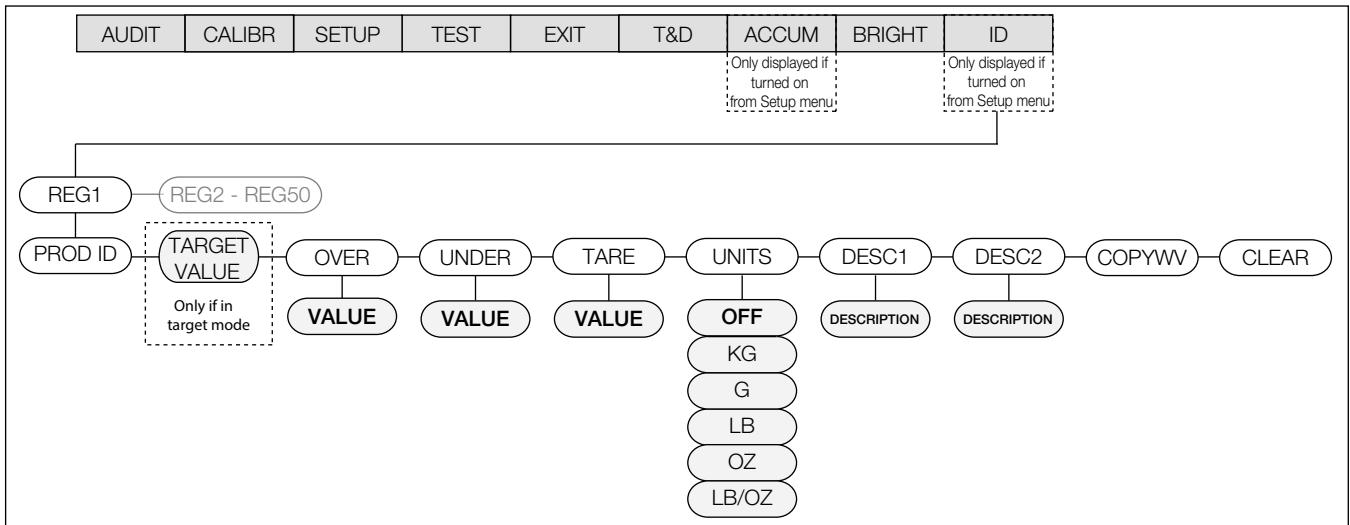 AUDIT CALIBR SETUP TEST EXIT T&D ACCUM BRIGHT ID
Only displayed if
turned on
from Setup menu
Only displayed if
turned on
from Setup menu
REG1 REG2 - REG50
PROD ID
TARGET
VALUE
Only if in
target mode
OVER UNDER TARE UNITS DESC1 DESC2 COPYWV CLEAR
VALUE VALUE VALUE OFF DESCRIPTION DESCRIPTION
KG
G
LB
OZ
LB/OZ